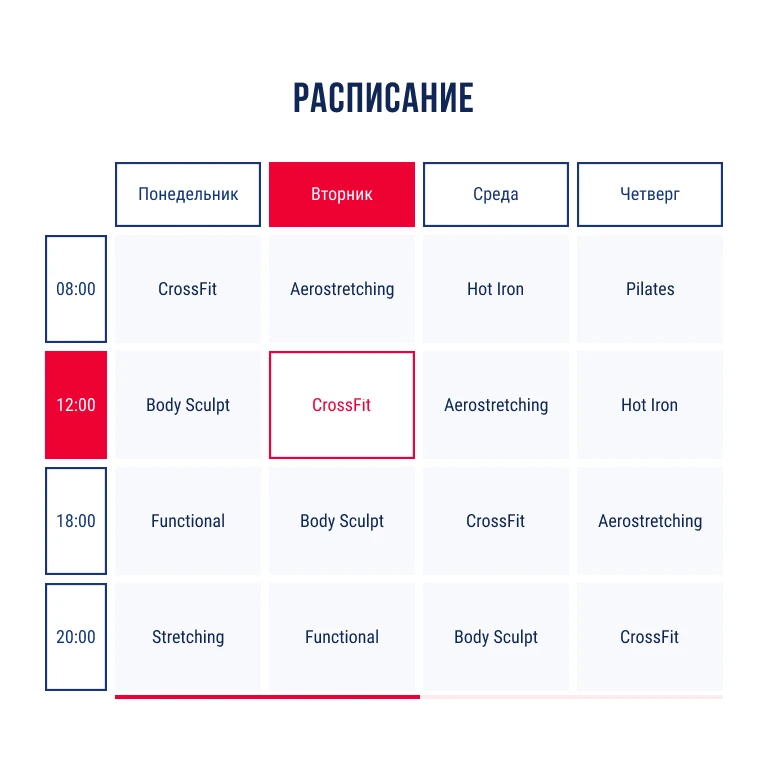 РАСПИСАНИЕ
Понедельник Вторник Среда Четверг
08:00 CrossFit Aerostretching Hot Iron Pilates
12:00 Body Sculpt CrossFit Aerostretching Hot Iron
18:00 Functional Body Sculpt CrossFit Aerostretching
20:00 Stretching Functional Body Sculpt CrossFit